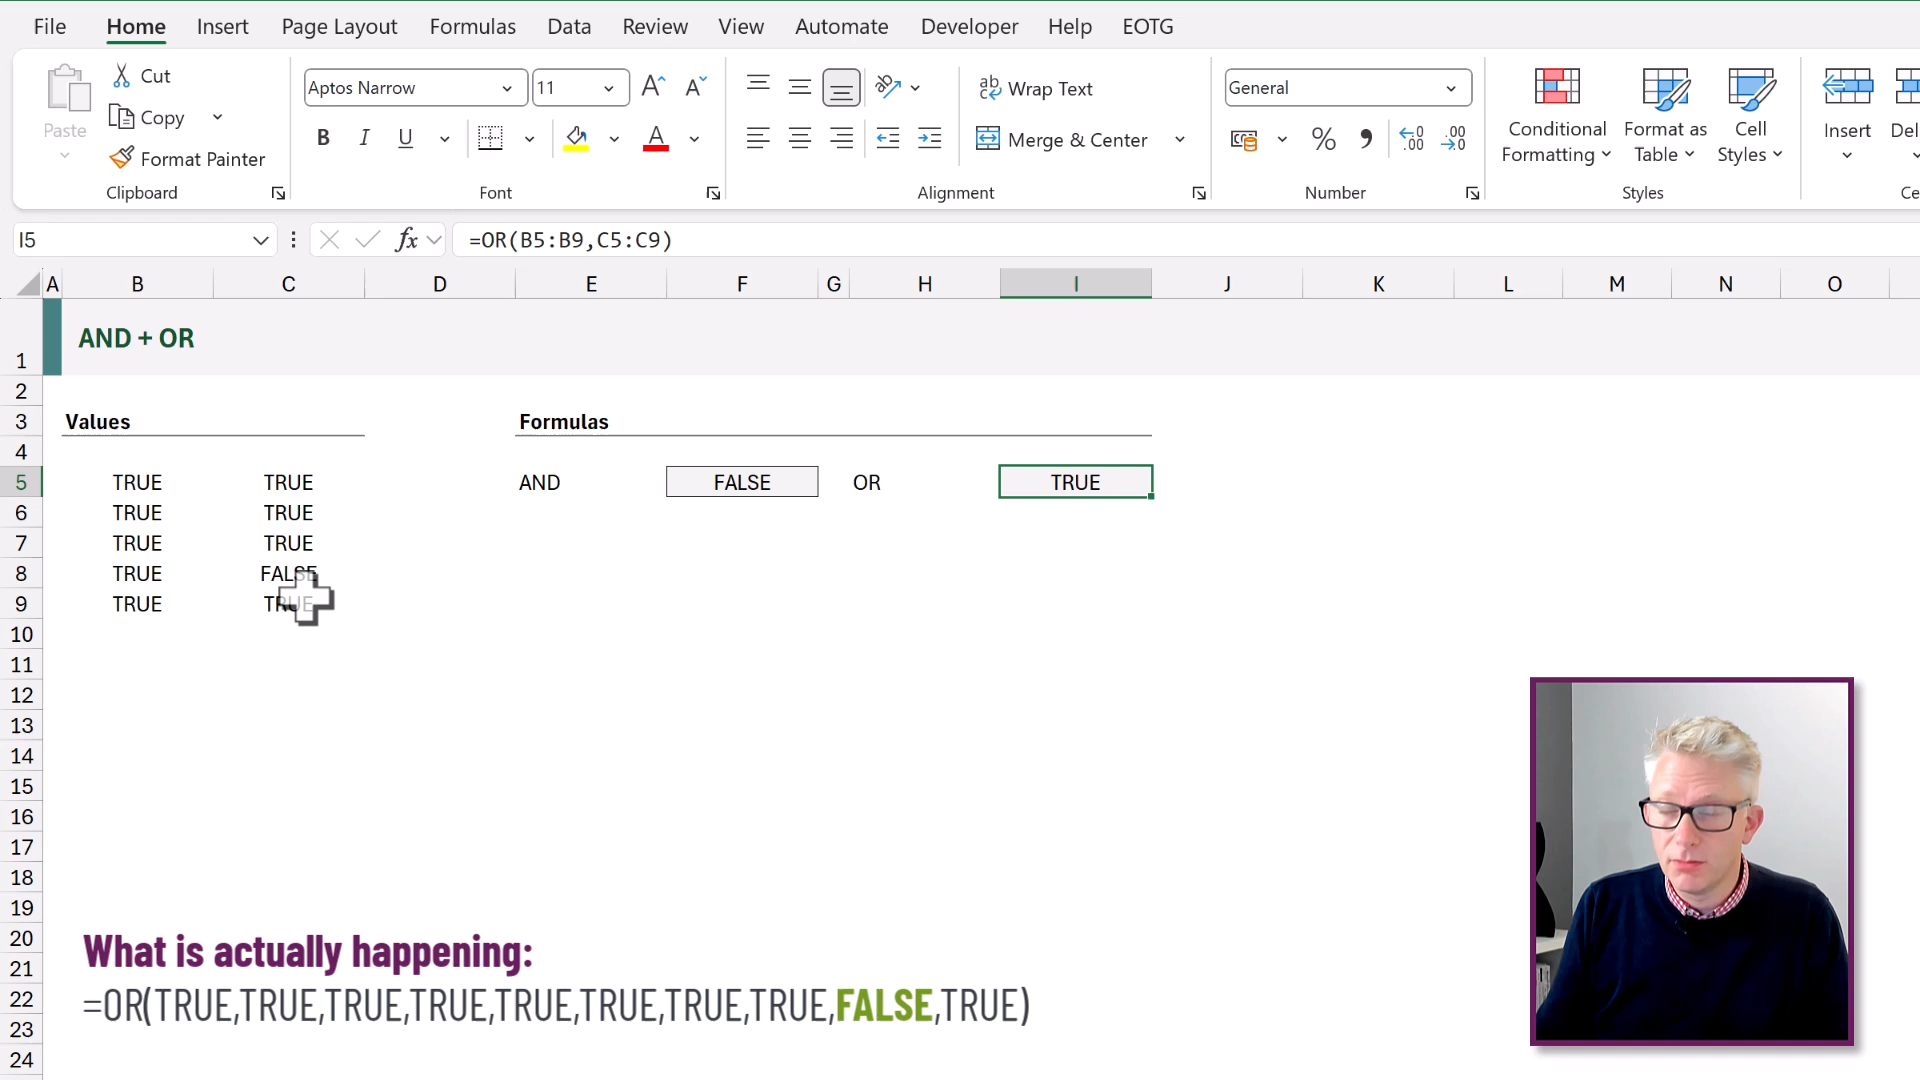 File Home Insert Page Layout Formulas Data Review View Automate Developer Help EOTG
Paste
Cut
Copy
Format Painter
Clipboard
Aptos Narrow 11
B I U
Font
Wrap Text
Merge & Center
Alignment
General
% 
Number
Conditional Formatting
Format as Table
Cell Styles
Styles
Insert
I5 fx =OR(B5:B9,C5:C9)
A B C D E F G H I J K L M N O
1 AND + OR
2
3 Values Formulas
4
5 TRUE TRUE AND FALSE OR TRUE
6 TRUE TRUE
7 TRUE TRUE
8 TRUE FALSE
9 TRUE TRUE
10
11
12
13
14
15
16
17
18
19
20
21
22
23
24
What is actually happening:
=OR(TRUE,TRUE,TRUE,TRUE,TRUE,TRUE,TRUE,TRUE,FALSE,TRUE)